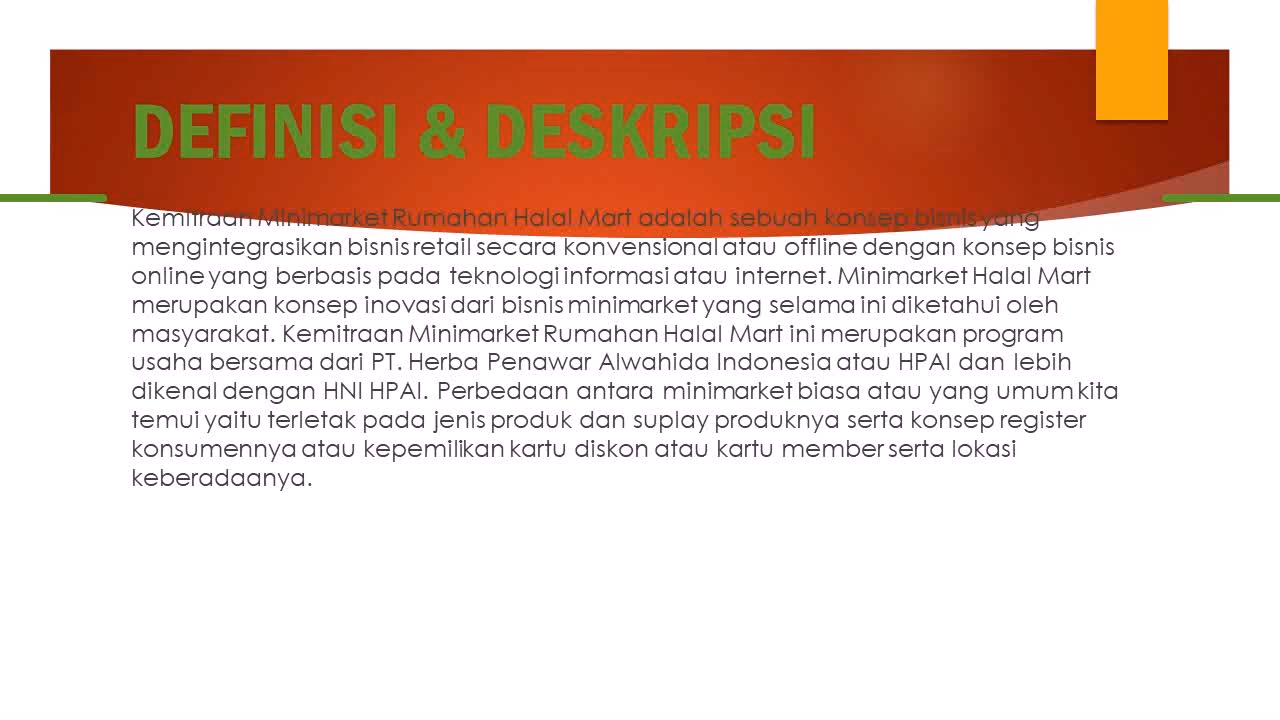 DEFINISI & DESKRIPSI
Kemitraan Minimarket Rumahan Halal Mart adalah sebuah konsep bisnis yang
mengintegrasikan bisnis retail secara konvensional atau offline dengan konsep bisnis
online yang berbasis pada teknologi informasi atau internet. Minimarket Halal Mart
merupakan konsep inovasi dari bisnis minimarket yang selama ini diketahui oleh
masyarakat. Kemitraan Minimarket Rumahan Halal Mart ini merupakan program
usaha bersama dari PT. Herba Penawar Alwahida Indonesia atau HPAI dan lebih
dikenal dengan HNI HPAI. Perbedaan antara minimarket biasa atau yang umum kita
temui yaitu terletak pada jenis produk dan suplay produknya serta konsep register
konsumennya atau kepemilikan kartu diskon atau kartu member serta lokasi
keberadaanya.